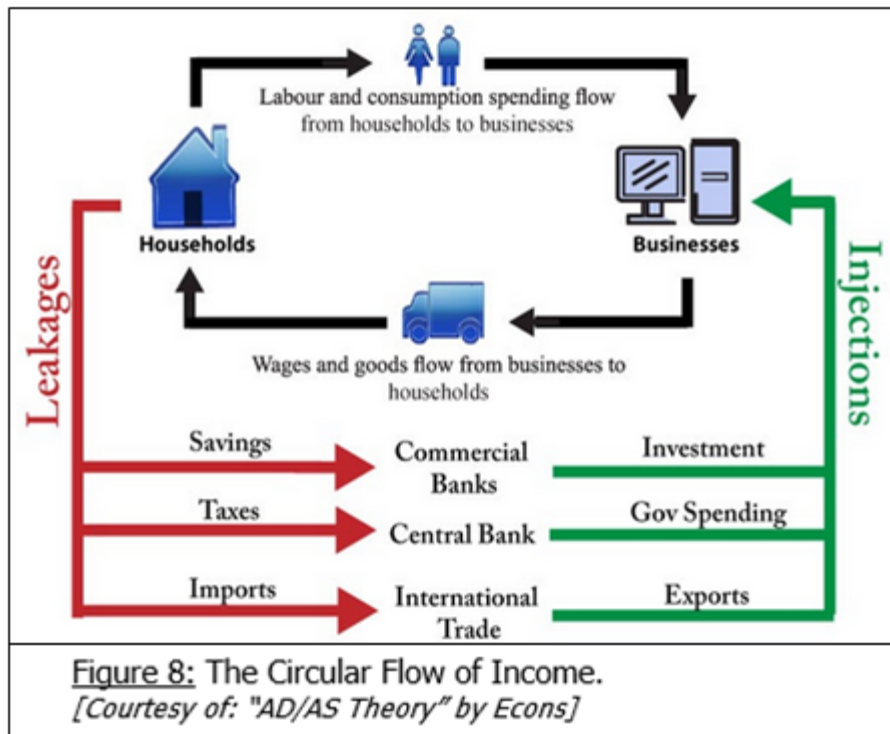 Labour and consumption spending flow
from households to businesses
Households
Businesses
Leakages
Injections
Wages and goods flow from businesses to
households
Savings
Commercial
Banks
Investment
Taxes
Central Bank
Gov Spending
Imports
International
Trade
Exports
Figure 8: The Circular Flow of Income.
[Courtesy of: "AD/AS Theory" by Econs]